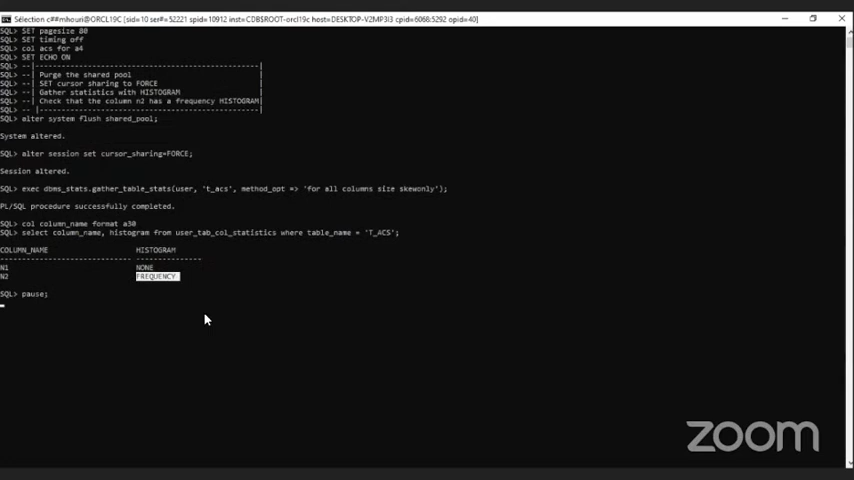 Sélection c##mhouri@ORCL19C [sid=10 ser#=52221 spid=10912 inst=CDB$ROOT-orcl19c host=DESKTOP-V2MP3I3 cpid=6068:5292 opid=40]
SQL> SET pagesize 80
SQL> SET timing off
SQL> col acs for a4
SQL> SET ECHO ON
SQL> --|--------------------------------------------------|
SQL> --| Purge the shared pool                            |
SQL> --| SET cursor sharing to FORCE                      |
SQL> --| Gather statistics with HISTOGRAM                 |
SQL> --| Check that the column n2 has a frequency HISTOGRAM|
SQL> -- |-------------------------------------------------|
SQL> alter system flush shared_pool;
System altered.
SQL> alter session set cursor_sharing=FORCE;
Session altered.
SQL> exec dbms_stats.gather_table_stats(user, 't_acs', method_opt => 'for all columns size skewonly');
PL/SQL procedure successfully completed.
SQL> col column_name format a30
SQL> select column_name, histogram from user_tab_col_statistics where table_name = 'T_ACS';
COLUMN_NAME                    HISTOGRAM
------------------------------ ---------------
N1                             NONE
N2                             FREQUENCY
SQL> pause;
zoom